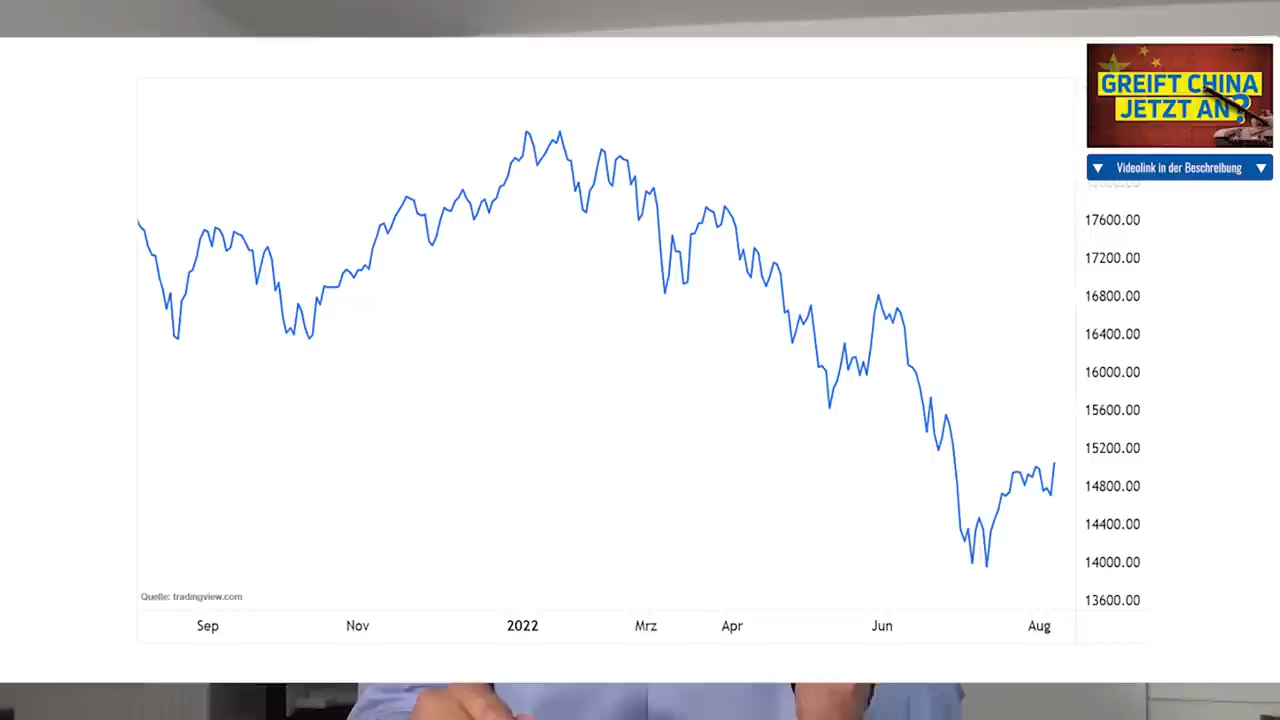 GREIFT CHINA
JETZT AN?
▼ Videolink in der Beschreibung ▼
17600.00
17200.00
16800.00
16400.00
16000.00
15600.00
15200.00
14800.00
14400.00
14000.00
13600.00
Quelle: tradingview.com
Sep Nov 2022 Mrz Apr Jun Aug